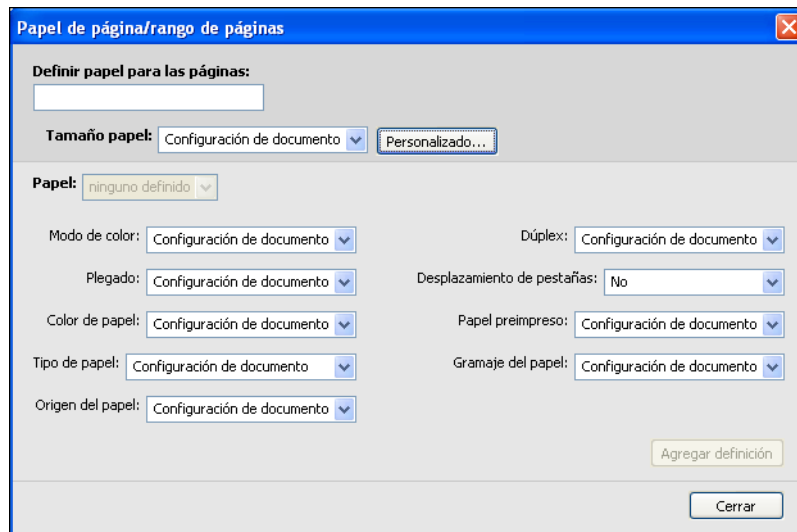 Papel de página/rango de páginas
Definir papel para las páginas:
Tamaño papel: Configuración de documento Personalizado...
Papel: ninguno definido
Modo de color: Configuración de documento Dúplex: Configuración de documento
Plegado: Configuración de documento Desplazamiento de pestañas: No
Color de papel: Configuración de documento Papel preimpreso: Configuración de documento
Tipo de papel: Configuración de documento Gramaje del papel: Configuración de documento
Origen del papel: Configuración de documento
Agregar definición
Cerrar